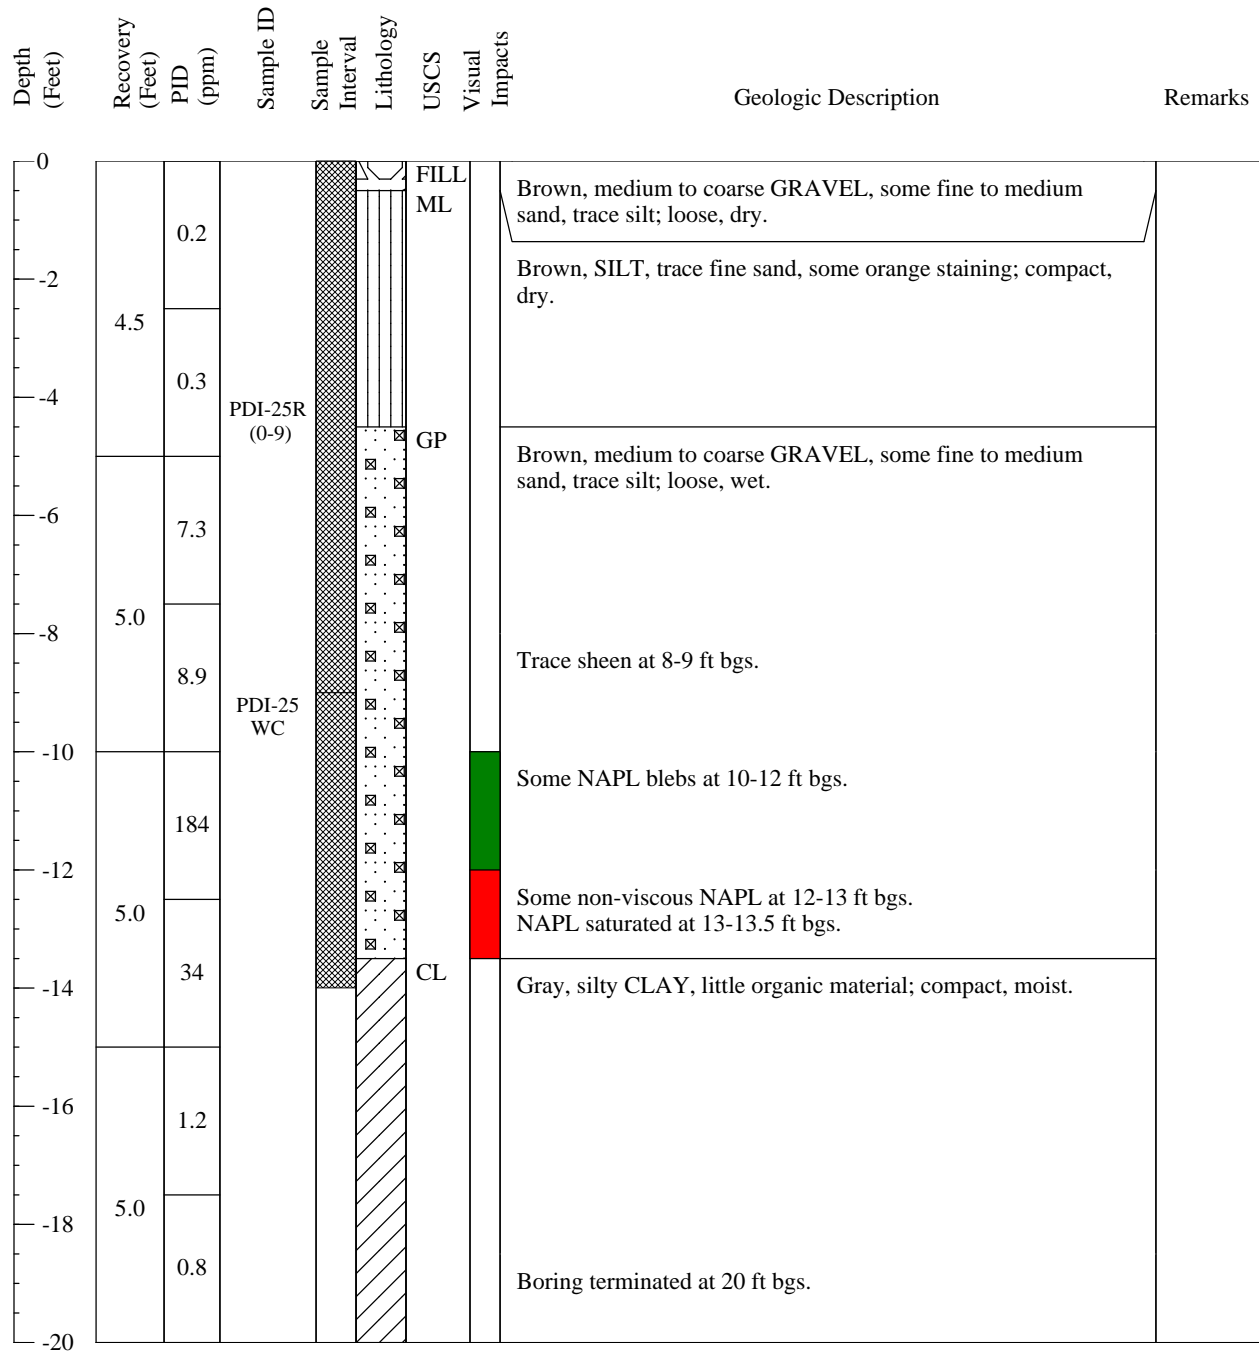 Depth
(Feet)
Recovery
(Feet)
PID
(ppm)
Sample ID
Sample
Interval
Lithology
USCS
Visual
Impacts
Geologic Description
Remarks
0
-2
-4
-6
-8
-10
-12
-14
-16
-18
-20
4.5
5.0
5.0
5.0
0.2
0.3
7.3
8.9
184
34
1.2
0.8
PDI-25R
(0-9)
PDI-25
WC
FILL
ML
GP
CL
Brown, medium to coarse GRAVEL, some fine to medium
sand, trace silt; loose, dry.
Brown, SILT, trace fine sand, some orange staining; compact,
dry.
Brown, medium to coarse GRAVEL, some fine to medium
sand, trace silt; loose, wet.
Trace sheen at 8-9 ft bgs.
Some NAPL blebs at 10-12 ft bgs.
Some non-viscous NAPL at 12-13 ft bgs.
NAPL saturated at 13-13.5 ft bgs.
Gray, silty CLAY, little organic material; compact, moist.
Boring terminated at 20 ft bgs.